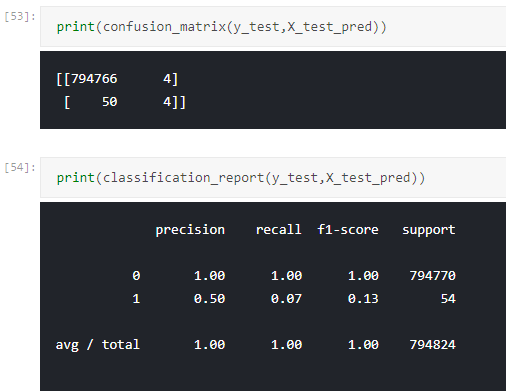 [53]:
print(confusion_matrix(y_test,X_test_pred))
[[794766      4]
 [    50      4]]
[54]:
print(classification_report(y_test,X_test_pred))
precision    recall  f1-score   support
0       1.00      1.00      1.00    794770
1       0.50      0.07      0.13        54
avg / total       1.00      1.00      1.00    794824